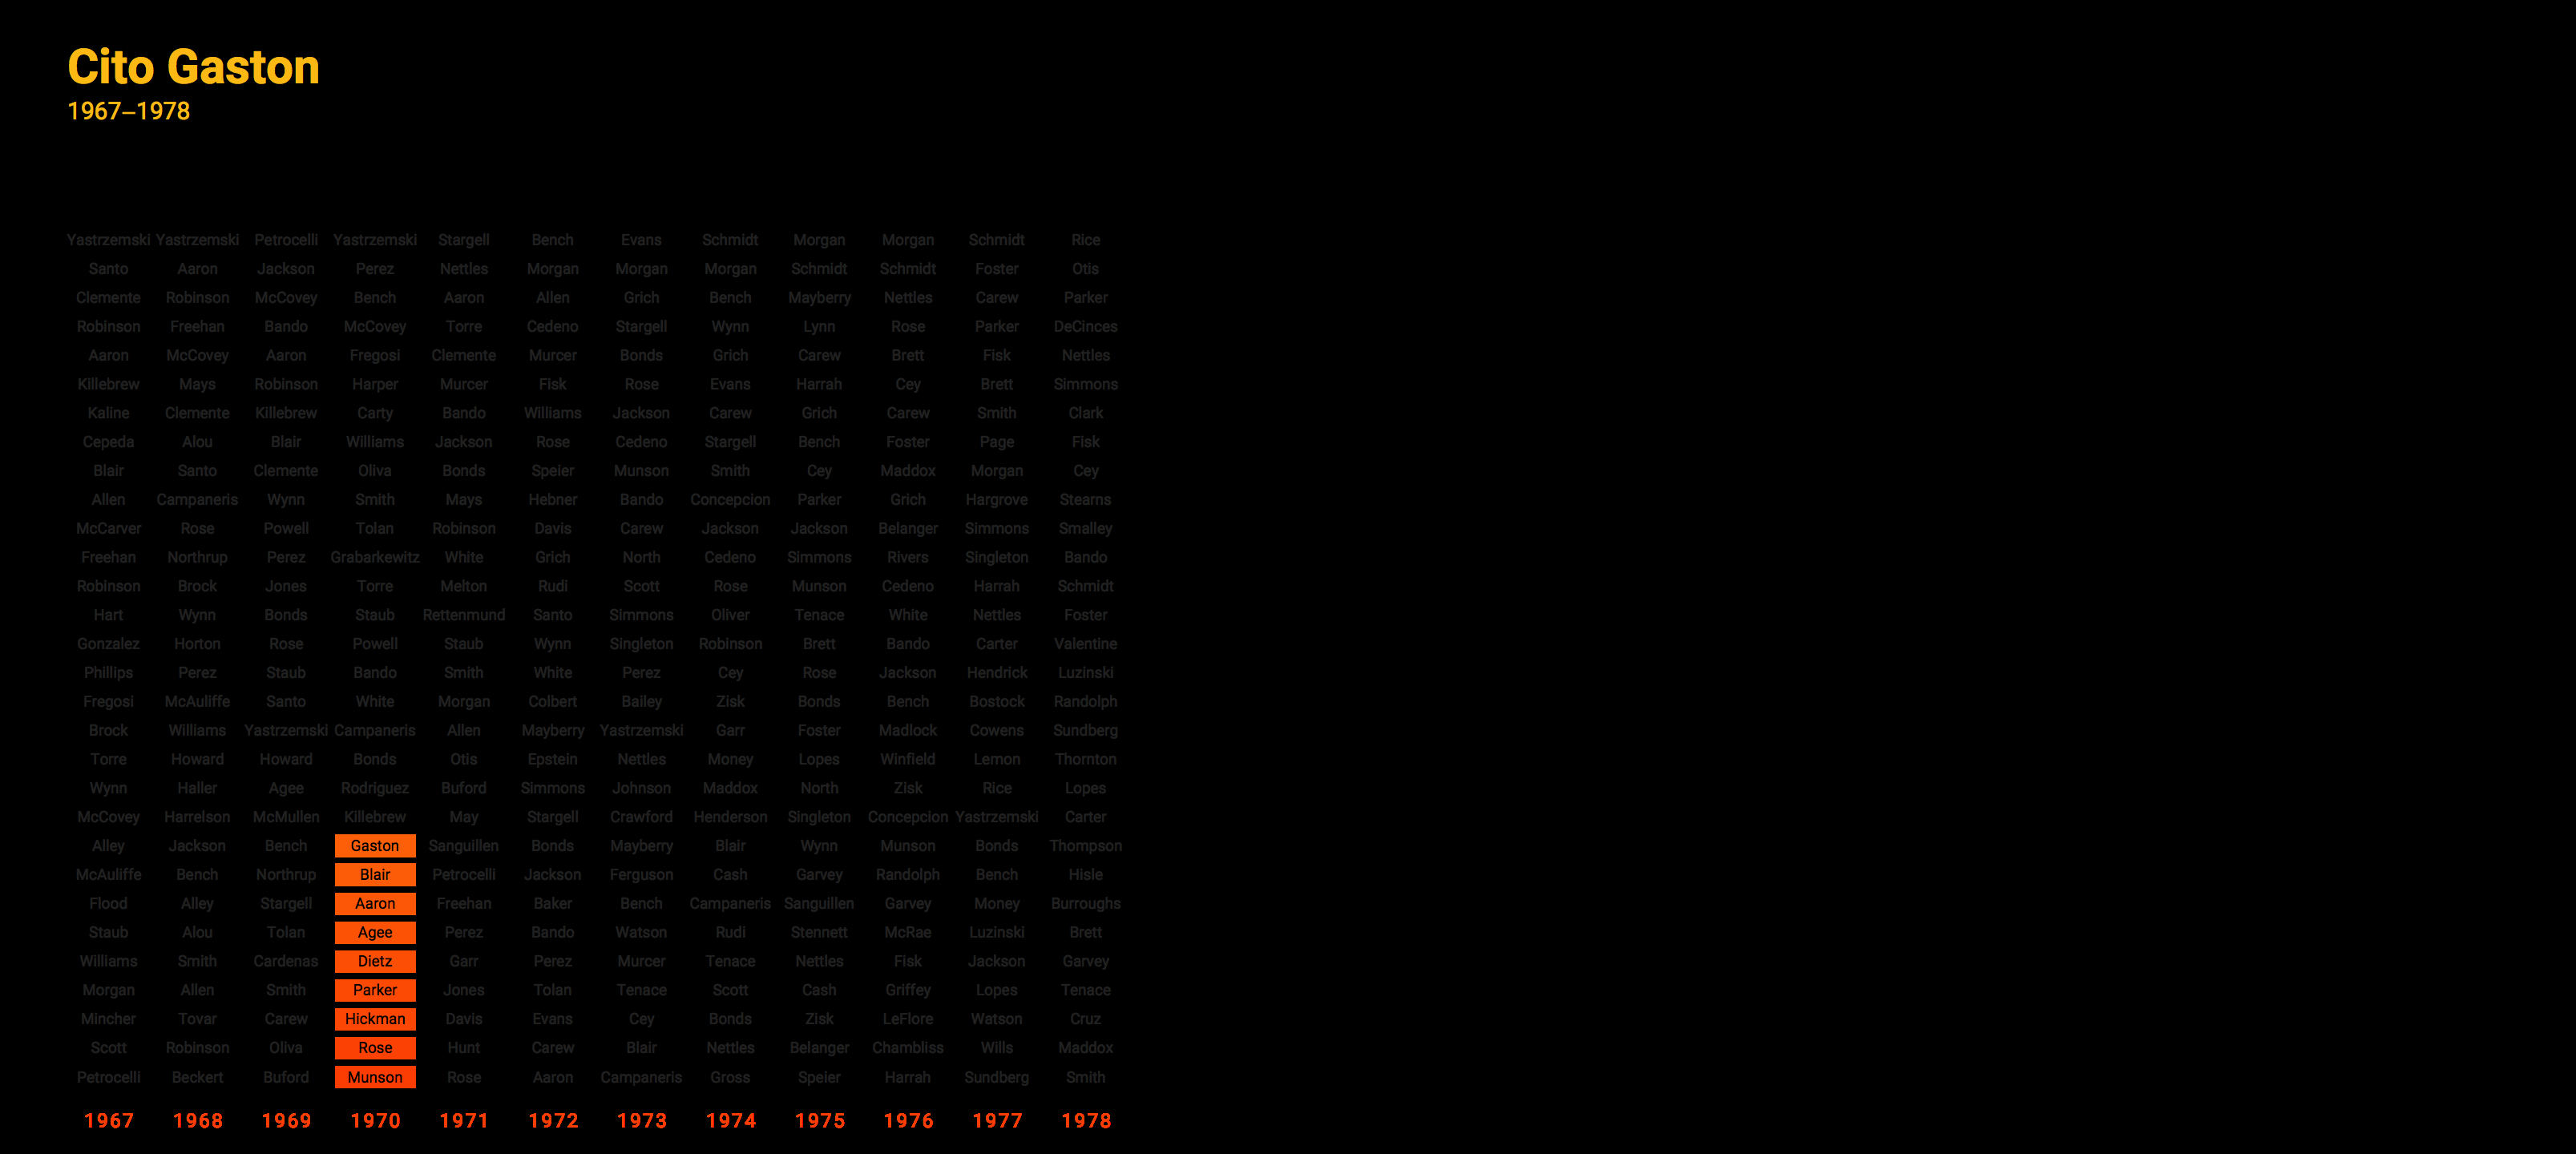 Cito Gaston
1967–1978
Yastrzemski Yastrzemski Petrocelli Yastrzemski Stargell Bench Evans Schmidt Morgan Morgan Schmidt Rice
Santo Aaron Jackson Perez Nettles Morgan Morgan Morgan Schmidt Schmidt Foster Otis
Clemente Robinson McCovey Bench Aaron Allen Grich Bench Mayberry Nettles Carew Parker
Robinson Freehan Bando McCovey Torre Cedeno Stargell Wynn Lynn Rose Parker DeCinces
Aaron McCovey Aaron Fregosi Clemente Murcer Bonds Grich Carew Brett Fisk Nettles
Killebrew Mays Robinson Harper Murcer Fisk Rose Evans Harrah Cey Brett Simmons
Kaline Clemente Killebrew Carty Bando Williams Jackson Carew Grich Carew Smith Clark
Cepeda Alou Blair Williams Jackson Rose Cedeno Stargell Bench Foster Page Fisk
Blair Santo Clemente Oliva Bonds Speier Munson Smith Cey Maddox Morgan Cey
Allen Campaneris Wynn Smith Mays Hebner Bando Concepcion Parker Grich Hargrove Stearns
McCarver Rose Powell Tolan Robinson Davis Carew Jackson Jackson Belanger Simmons Smalley
Freehan Northrup Perez Grabarkewitz White Grich North Cedeno Simmons Rivers Singleton Bando
Robinson Brock Jones Torre Melton Rudi Scott Rose Munson Cedeno Harrah Schmidt
Hart Wynn Bonds Staub Rettenmund Santo Simmons Oliver Tenace White Nettles Foster
Gonzalez Horton Rose Powell Staub Wynn Singleton Robinson Brett Bando Carter Valentine
Phillips Perez Staub Bando Smith White Perez Cey Rose Jackson Hendrick Luzinski
Fregosi McAuliffe Santo White Morgan Colbert Bailey Zisk Bonds Bench Bostock Randolph
Brock Williams Yastrzemski Campaneris Allen Mayberry Yastrzemski Garr Foster Madlock Cowens Sundberg
Torre Howard Howard Bonds Otis Epstein Nettles Money Lopes Winfield Lemon Thornton
Wynn Haller Agee Rodriguez Buford Simmons Johnson Maddox North Zisk Rice Lopes
McCovey Harrelson McMullen Killebrew May Stargell Crawford Henderson Singleton Concepcion Yastrzemski Carter
Alley Jackson Bench Gaston Sanguillen Bonds Mayberry Blair Wynn Munson Bonds Thompson
McAuliffe Bench Northrup Blair Petrocelli Jackson Ferguson Cash Garvey Randolph Bench Hisle
Flood Alley Stargell Aaron Freehan Baker Bench Campaneris Sanguillen Garvey Money Burroughs
Staub Alou Tolan Agee Perez Bando Watson Rudi Stennett McRae Luzinski Brett
Williams Smith Cardenas Dietz Garr Perez Murcer Tenace Nettles Fisk Jackson Garvey
Morgan Allen Smith Parker Jones Tolan Tenace Scott Cash Griffey Lopes Tenace
Mincher Tovar Carew Hickman Davis Evans Cey Bonds Zisk LeFlore Watson Cruz
Scott Robinson Oliva Rose Hunt Carew Blair Nettles Belanger Chambliss Wills Maddox
Petrocelli Beckert Buford Munson Rose Aaron Campaneris Gross Speier Harrah Sundberg Smith
1967 1968 1969 1970 1971 1972 1973 1974 1975 1976 1977 1978